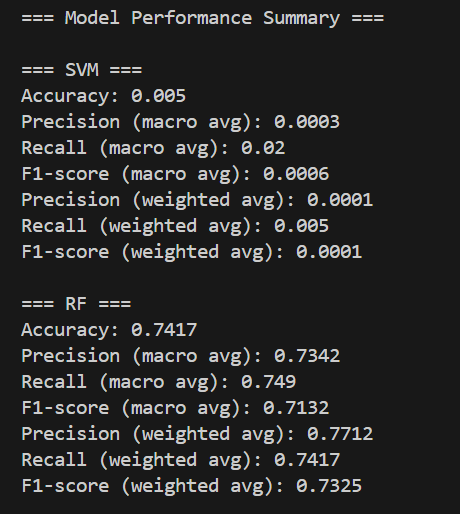 === Model Performance Summary ===
=== SVM ===
Accuracy: 0.005
Precision (macro avg): 0.0003
Recall (macro avg): 0.02
F1-score (macro avg): 0.0006
Precision (weighted avg): 0.0001
Recall (weighted avg): 0.005
F1-score (weighted avg): 0.0001
=== RF ===
Accuracy: 0.7417
Precision (macro avg): 0.7342
Recall (macro avg): 0.749
F1-score (macro avg): 0.7132
Precision (weighted avg): 0.7712
Recall (weighted avg): 0.7417
F1-score (weighted avg): 0.7325